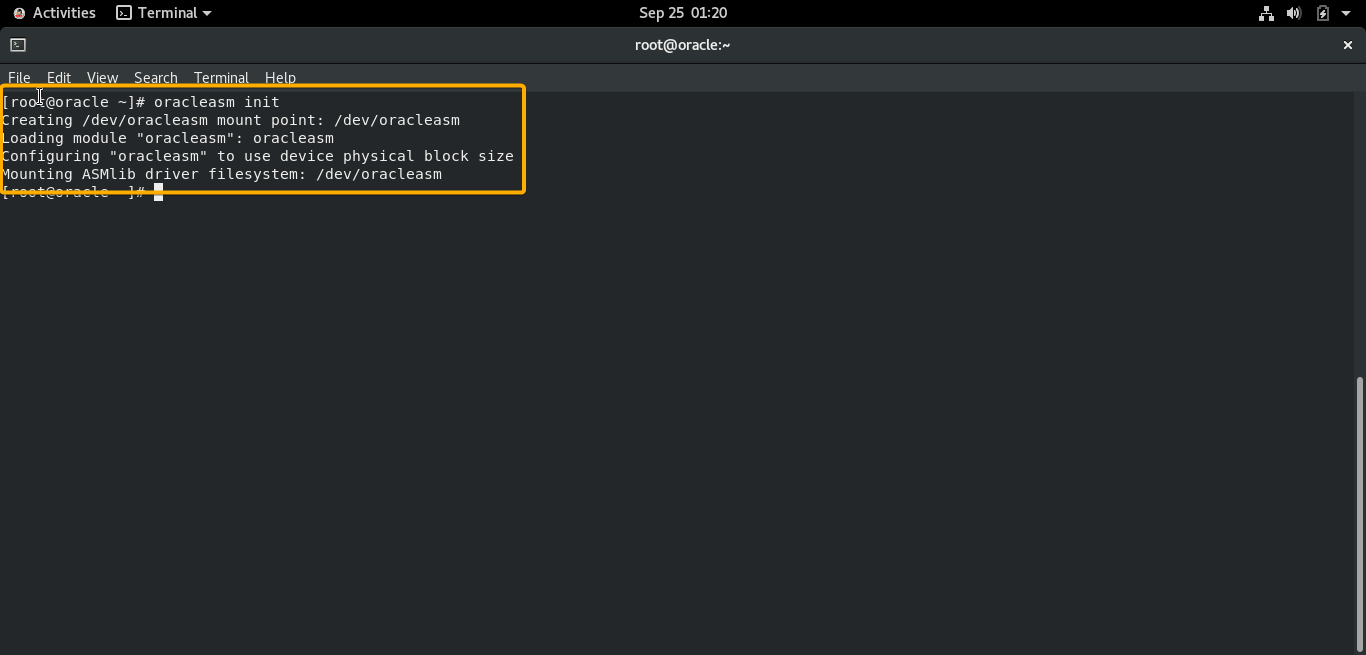 Activities Terminal Sep 25 01:20
root@oracle:~
File Edit View Search Terminal Help
[root@oracle ~]# oracleasm init
Creating /dev/oracleasm mount point: /dev/oracleasm
Loading module "oracleasm": oracleasm
Configuring "oracleasm" to use device physical block size
Mounting ASMlib driver filesystem: /dev/oracleasm
[root@oracle ~]#